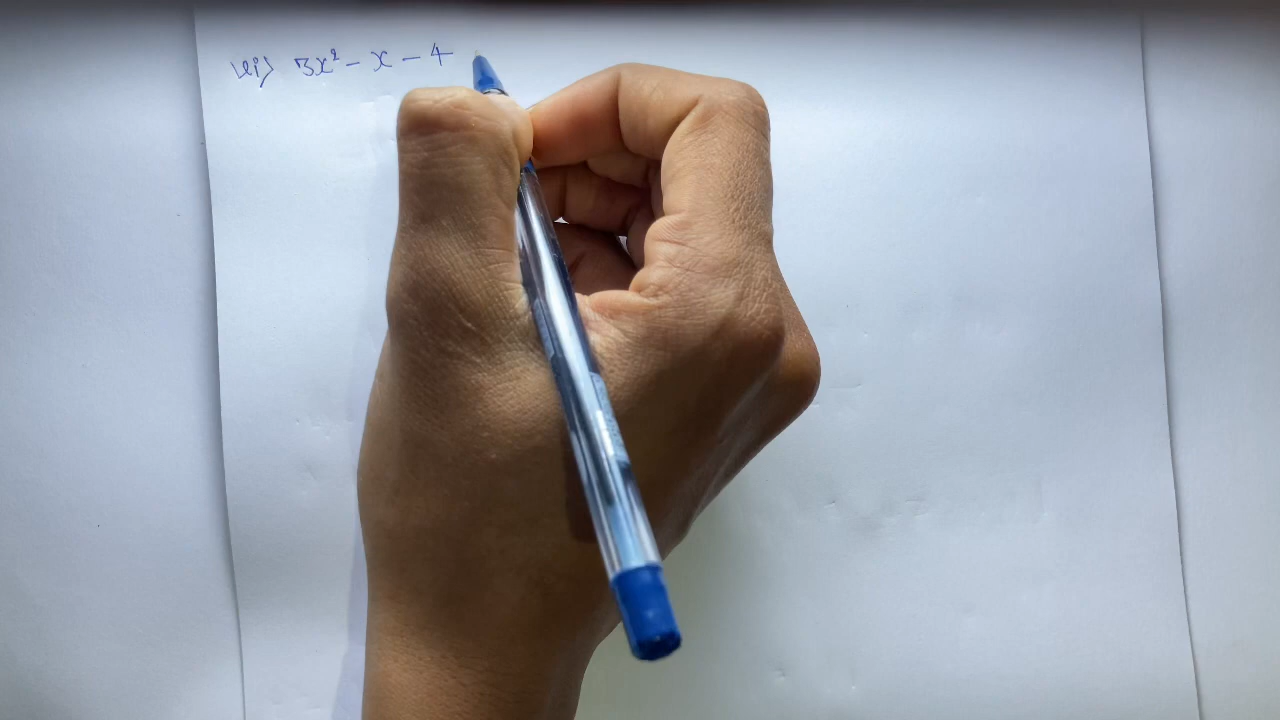 vi) 3x² - x - 4